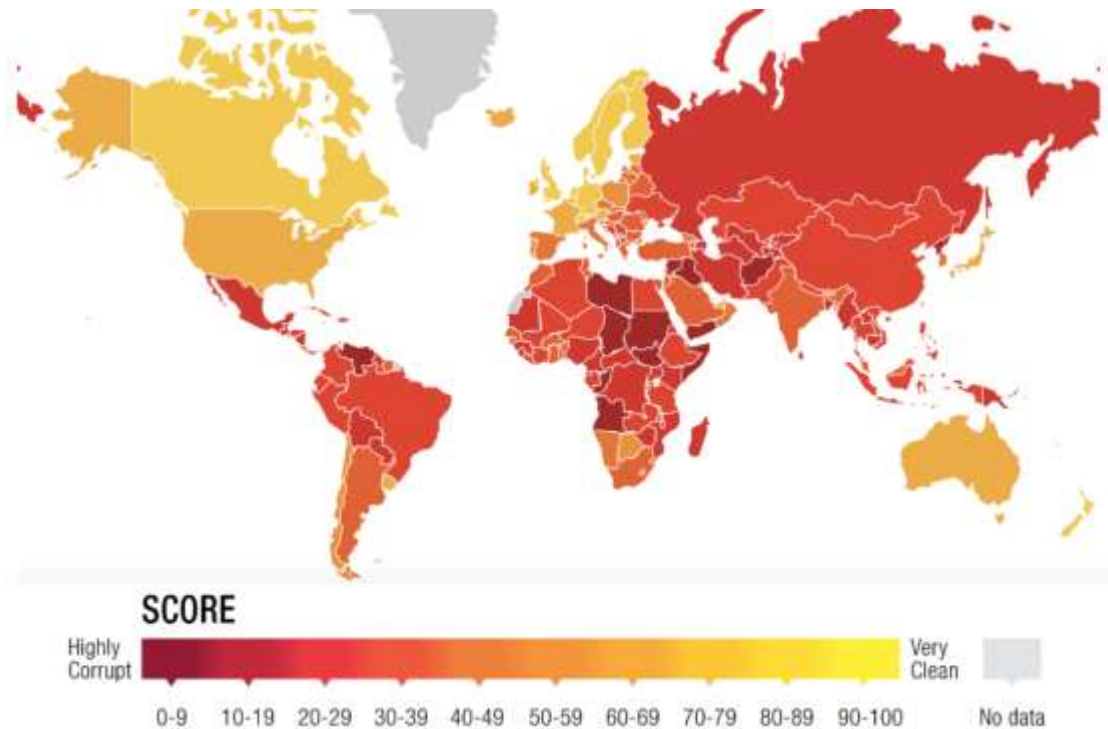 SCORE
Highly
Corrupt
Very
Clean
0-9 10-19 20-29 30-39 40-49 50-59 60-69 70-79 80-89 90-100 No data